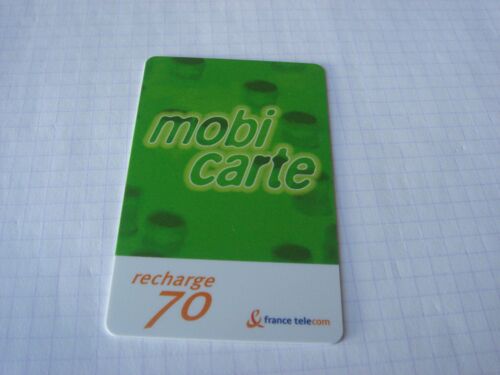 mobi
carte
recharge
70
& france telecom